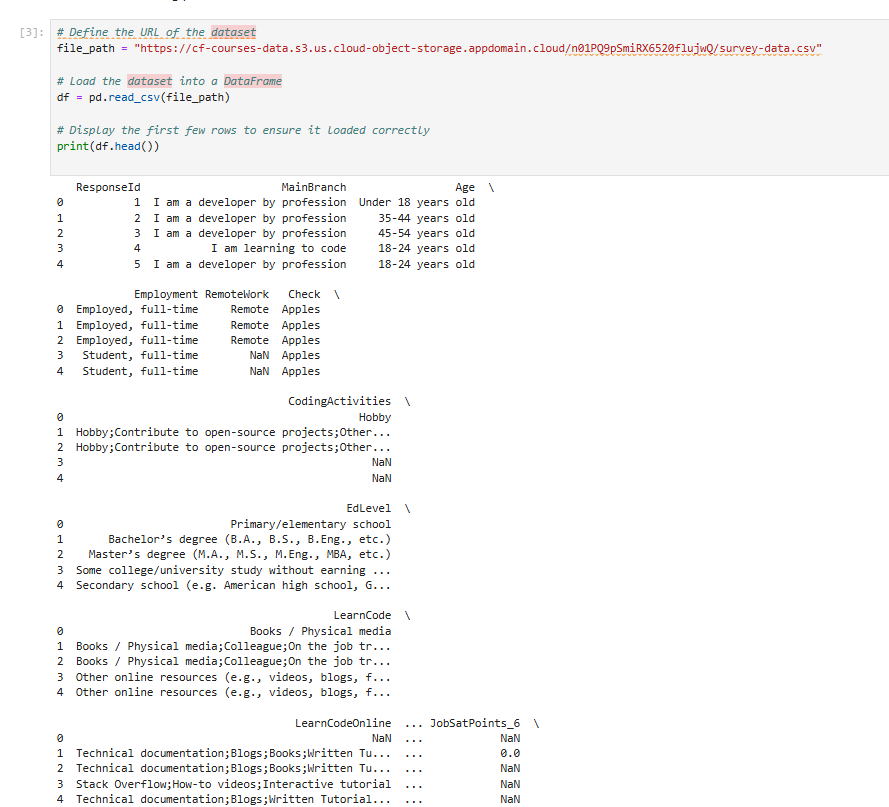 [3]: # Define the URL of the dataset
file_path = "https://cf-courses-data.s3.us.cloud-object-storage.appdomain.cloud/n01PQ9pSmiRX6520flujwQ/survey-data.csv"
# Load the dataset into a DataFrame
df = pd.read_csv(file_path)
# Display the first few rows to ensure it loaded correctly
print(df.head())
   ResponseId                      MainBranch                 Age  \
0           1  I am a developer by profession  Under 18 years old
1           2  I am a developer by profession     35-44 years old
2           3  I am a developer by profession     45-54 years old
3           4           I am learning to code     18-24 years old
4           5  I am a developer by profession     18-24 years old
            Employment RemoteWork   Check  \
0  Employed, full-time     Remote  Apples
1  Employed, full-time     Remote  Apples
2  Employed, full-time     Remote  Apples
3   Student, full-time        NaN  Apples
4   Student, full-time        NaN  Apples
                                    CodingActivities  \
0                                              Hobby
1  Hobby;Contribute to open-source projects;Other...
2  Hobby;Contribute to open-source projects;Other...
3                                                NaN
4                                                NaN
                                             EdLevel  \
0                          Primary/elementary school
1       Bachelor’s degree (B.A., B.S., B.Eng., etc.)
2    Master’s degree (M.A., M.S., M.Eng., MBA, etc.)
3  Some college/university study without earning ...
4  Secondary school (e.g. American high school, G...
                                           LearnCode  \
0                             Books / Physical media
1  Books / Physical media;Colleague;On the job tr...
2  Books / Physical media;Colleague;On the job tr...
3  Other online resources (e.g., videos, blogs, f...
4  Other online resources (e.g., videos, blogs, f...
                                     LearnCodeOnline  ... JobSatPoints_6  \
0                                                NaN  ...            NaN
1  Technical documentation;Blogs;Books;Written Tu...  ...            0.0
2  Technical documentation;Blogs;Books;Written Tu...  ...            NaN
3   Stack Overflow;How-to videos;Interactive tutorial  ...            NaN
4  Technical documentation;Blogs;Written Tutorial...  ...            NaN